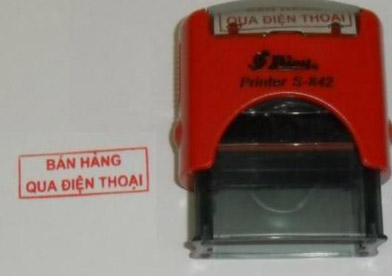 QUA ĐIỆN THOẠI
Shiny
Printer S-842
BÁN HÀNG
QUA ĐIỆN THOẠI